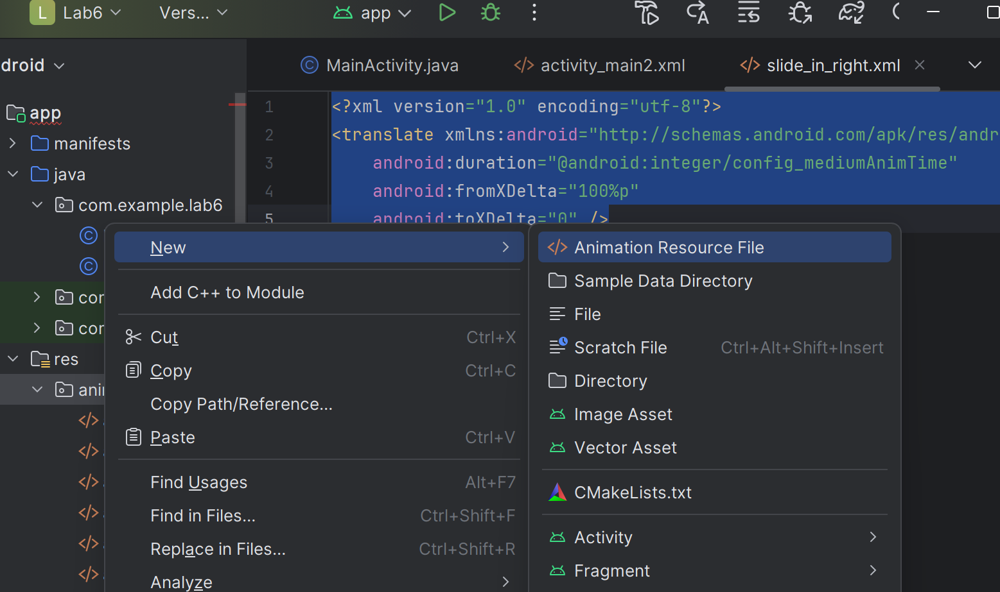 L Lab6 Vers... app
droid
MainActivity.java activity_main2.xml slide_in_right.xml
app
manifests
java
com.example.lab6
res
1 <?xml version="1.0" encoding="utf-8"?>
2 <translate xmlns:android="http://schemas.android.com/apk/res/andr
3 android:duration="@android:integer/config_mediumAnimTime"
4 android:fromXDelta="100%p"
5 android:toXDelta="0" />
New
Add C++ to Module
Cut Ctrl+X
Copy Ctrl+C
Copy Path/Reference...
Paste Ctrl+V
Find Usages Alt+F7
Find in Files... Ctrl+Shift+F
Replace in Files... Ctrl+Shift+R
Analyze
Animation Resource File
Sample Data Directory
File
Scratch File Ctrl+Alt+Shift+Insert
Directory
Image Asset
Vector Asset
CMakeLists.txt
Activity
Fragment